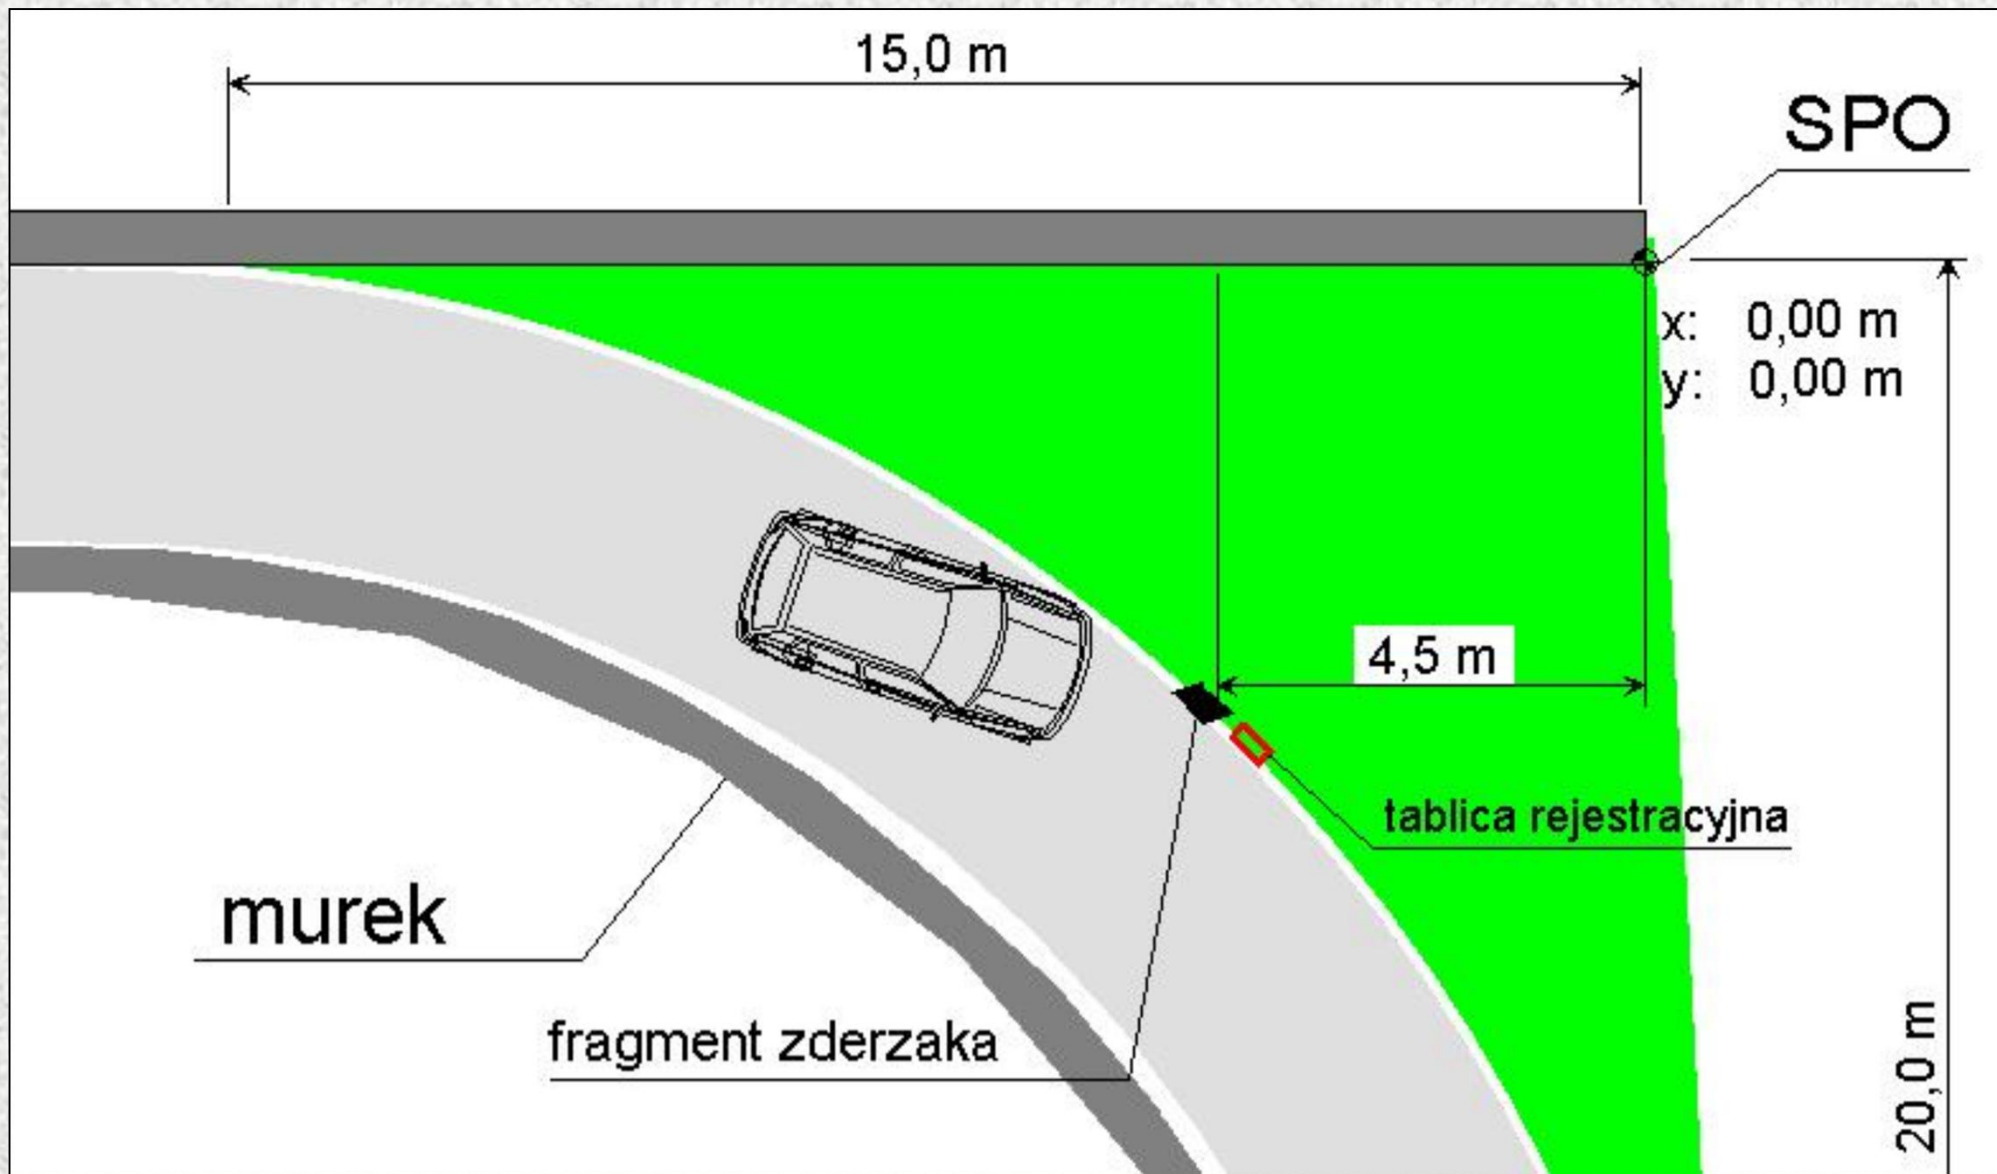 15,0 m
SPO
x: 0,00 m
y: 0,00 m
4,5 m
tablica rejestracyjna
murek
fragment zderzaka
20,0 m